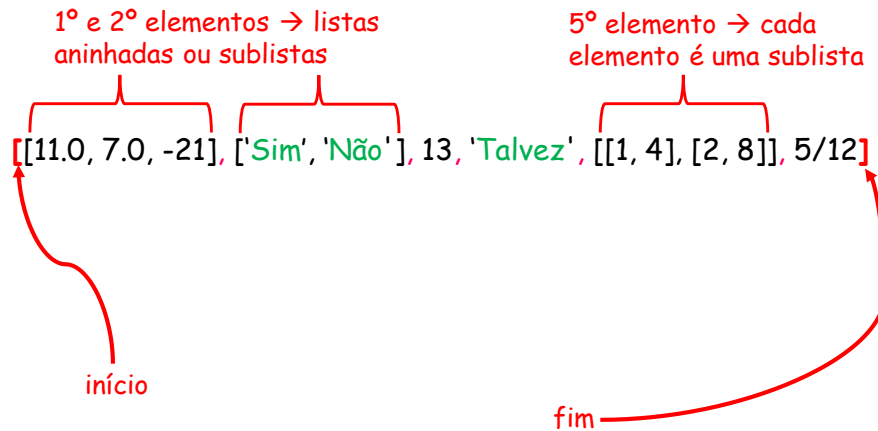 1º e 2º elementos → listas
aninhadas ou sublistas
5º elemento → cada
elemento é uma sublista
[[11.0, 7.0, -21], [‘Sim’, ‘Não’], 13, ‘Talvez’, [[1, 4], [2, 8]], 5/12]
início
fim